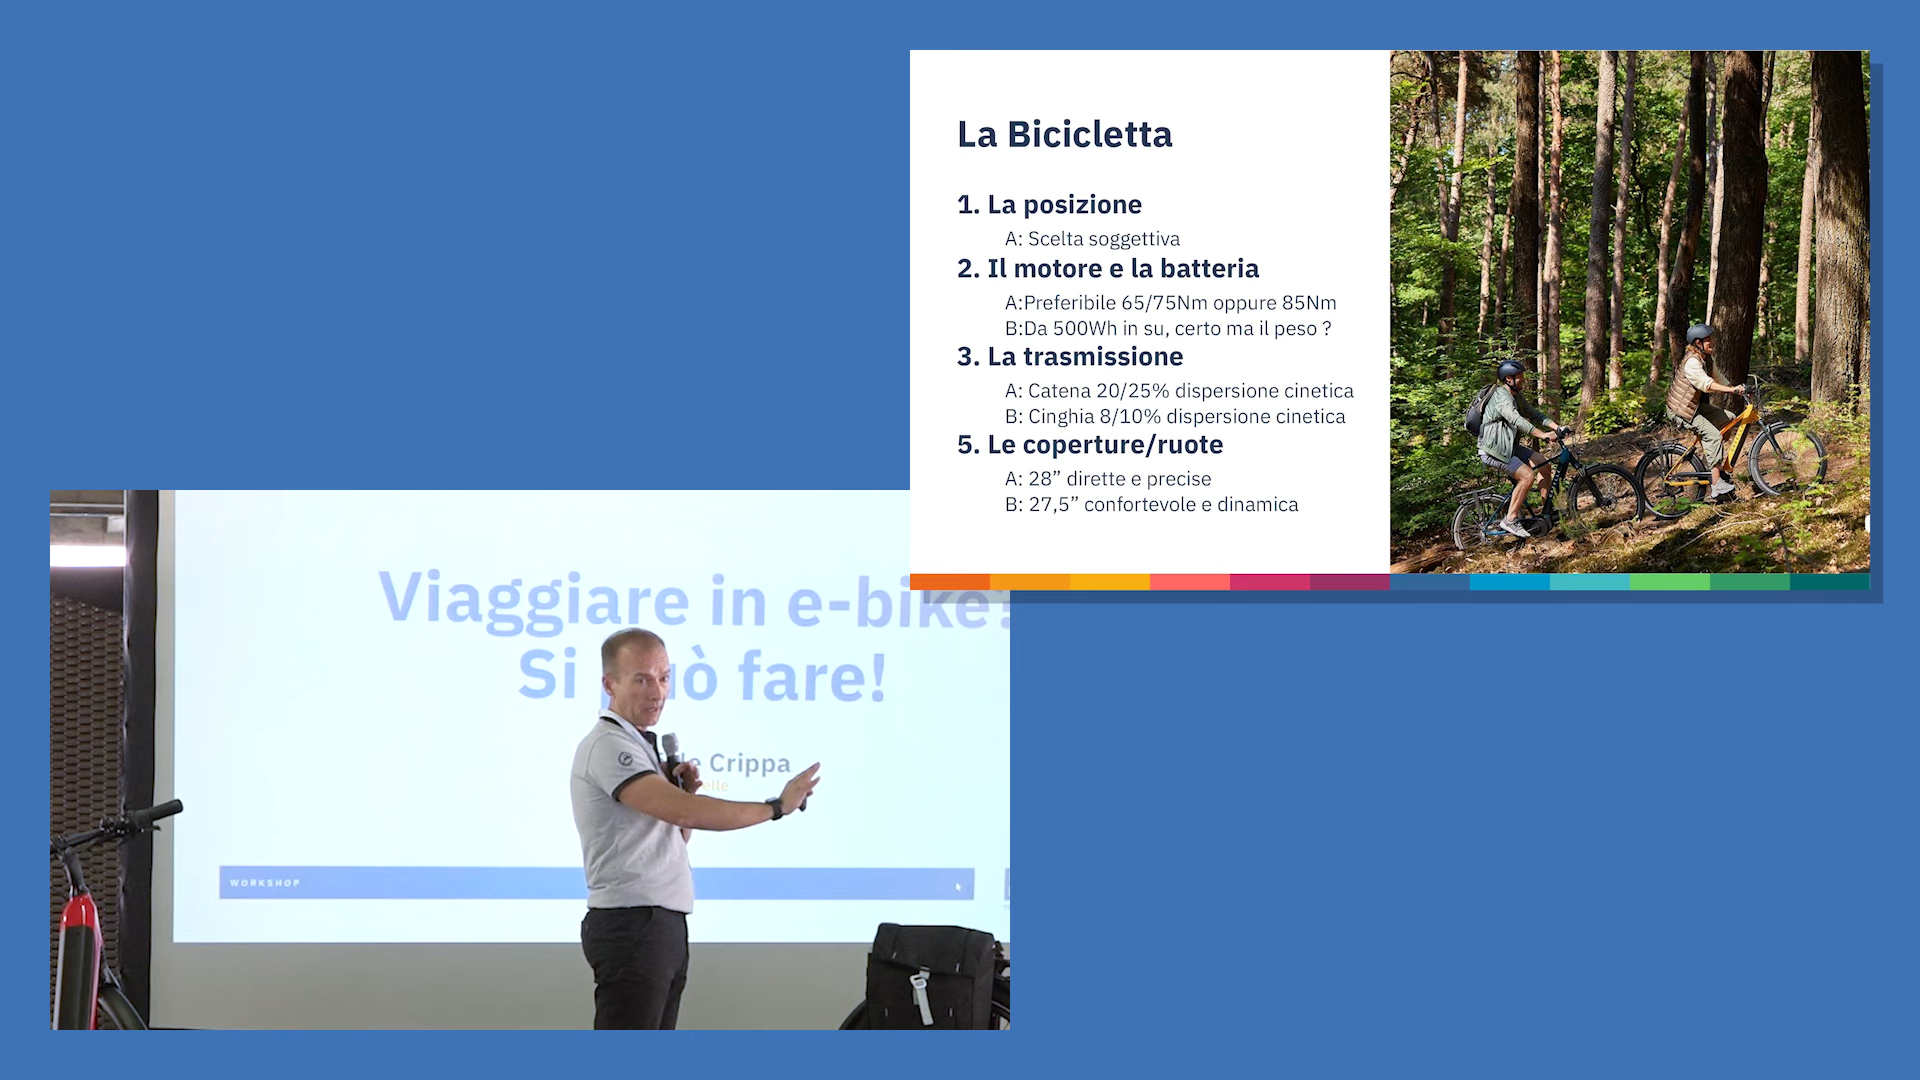 La Bicicletta
1. La posizione
A: Scelta soggettiva
2. Il motore e la batteria
A:Preferibile 65/75Nm oppure 85Nm
B:Da 500Wh in su, certo ma il peso ?
3. La trasmissione
A: Catena 20/25% dispersione cinetica
B: Cinghia 8/10% dispersione cinetica
5. Le coperture/ruote
A: 28” dirette e precise
B: 27,5” confortevole e dinamica
Viaggiare in e-bike?
Si può fare!
Crippa
WORKSHOP